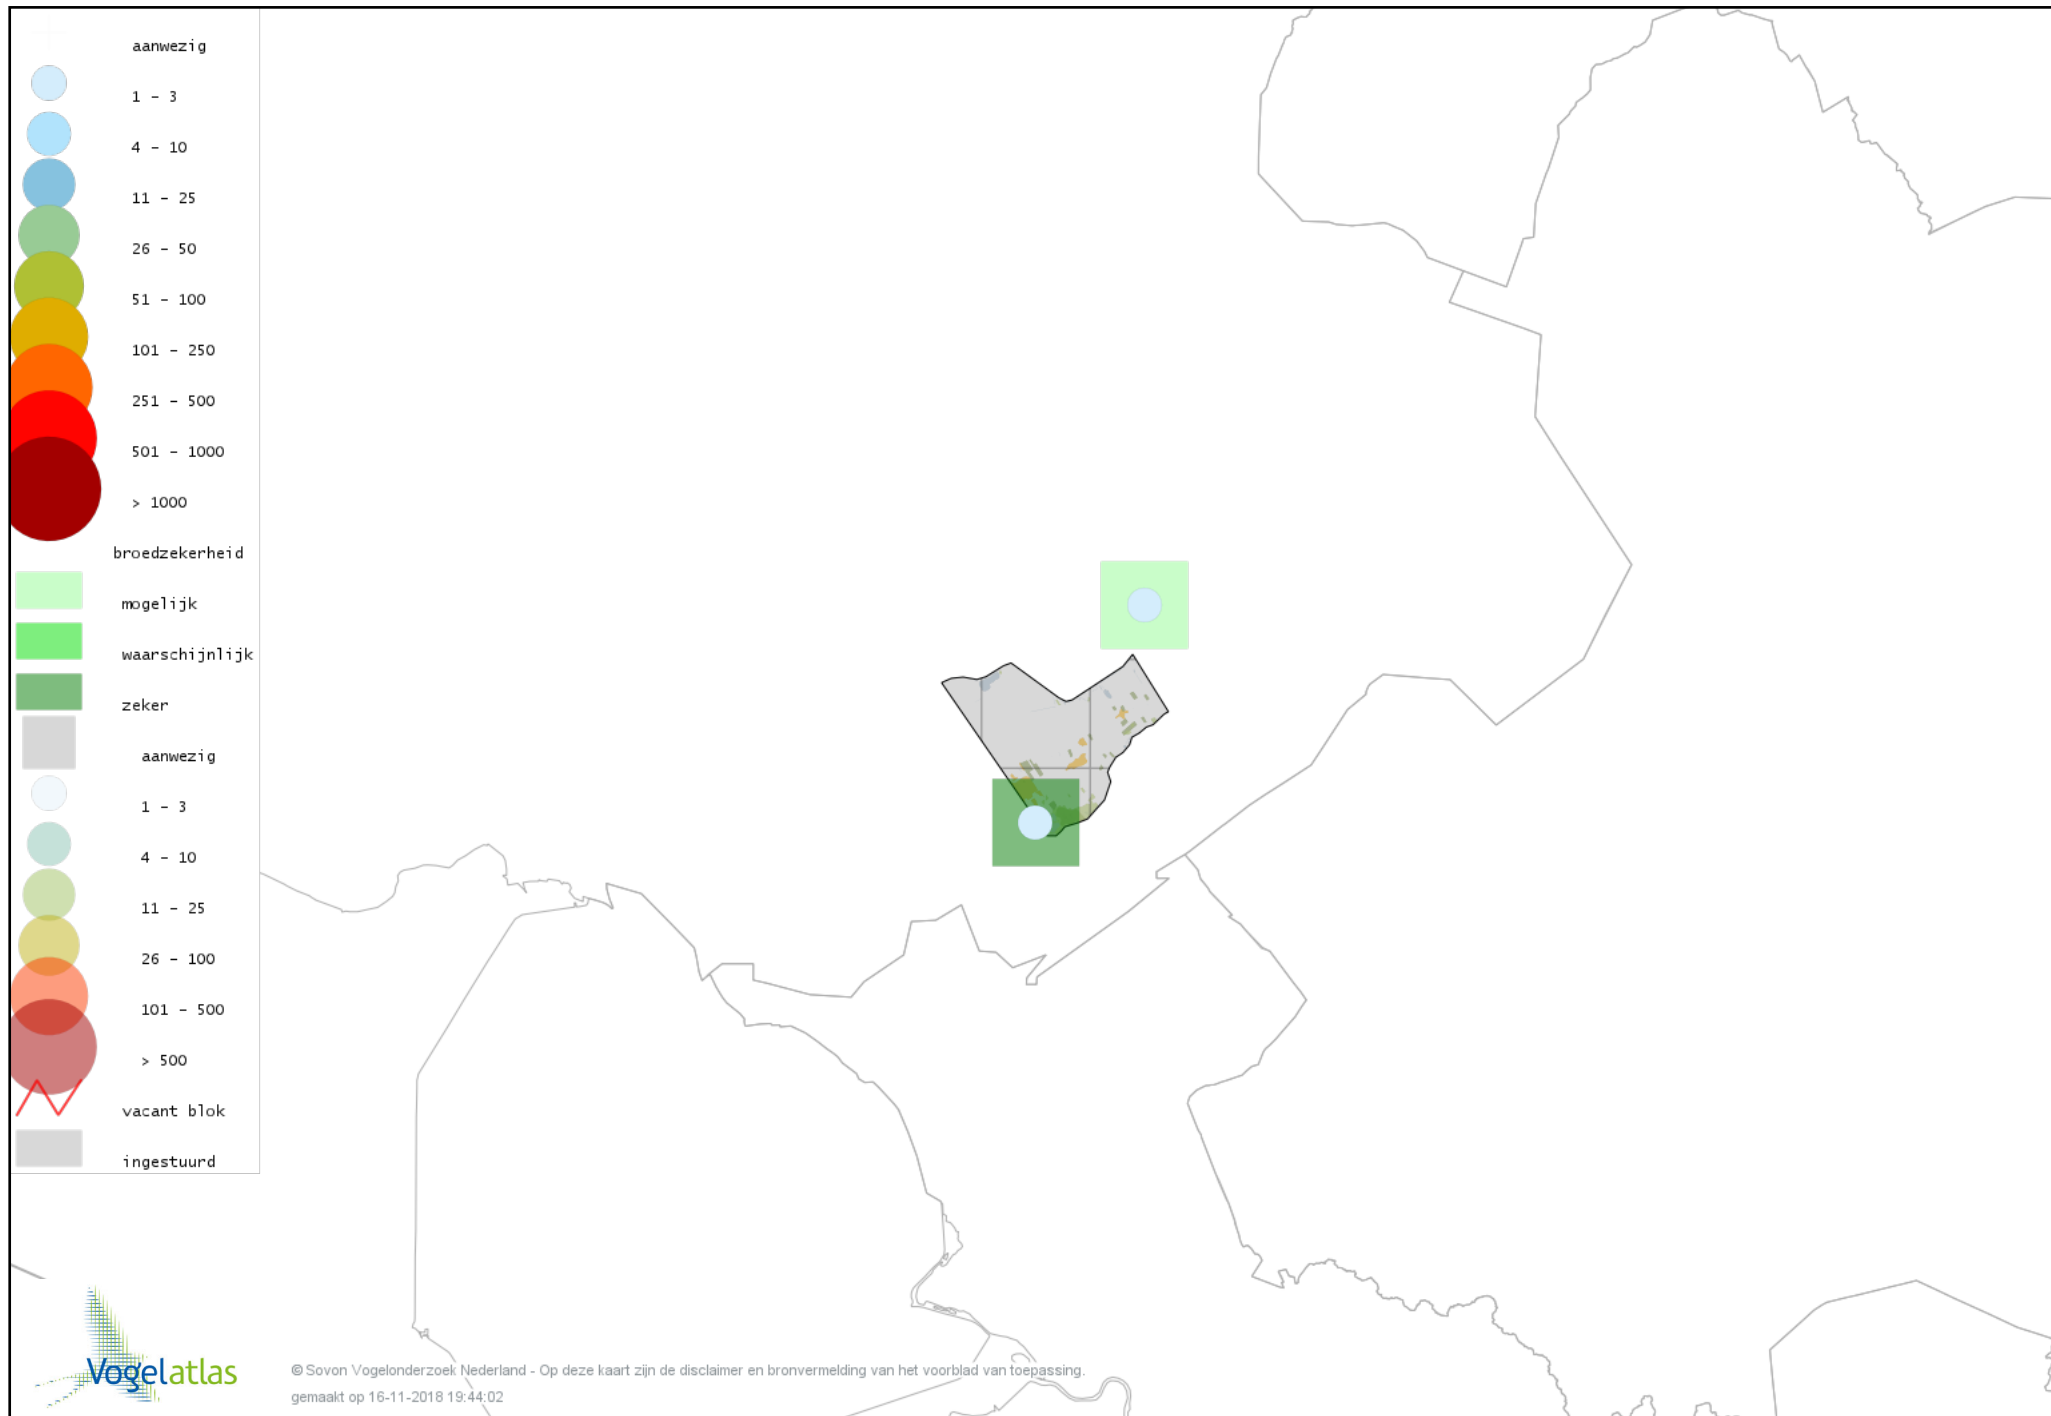 aanwezig
1 - 3
4 - 10
11 - 25
26 - 50
51 - 100
101 - 250
251 - 500
501 - 1000
> 1000
broedzekerheid
mogelijk
waarschijnlijk
zeker
aanwezig
1 - 3
4 - 10
11 - 25
26 - 100
101 - 500
> 500
vacant blok
ingestuurd
Vogelatlas
© Sovon Vogelonderzoek Nederland - Op deze kaart zijn de disclaimer en bronvermelding van het voorblad van toepassing.
gemaakt op 16-11-2018 19:44:02